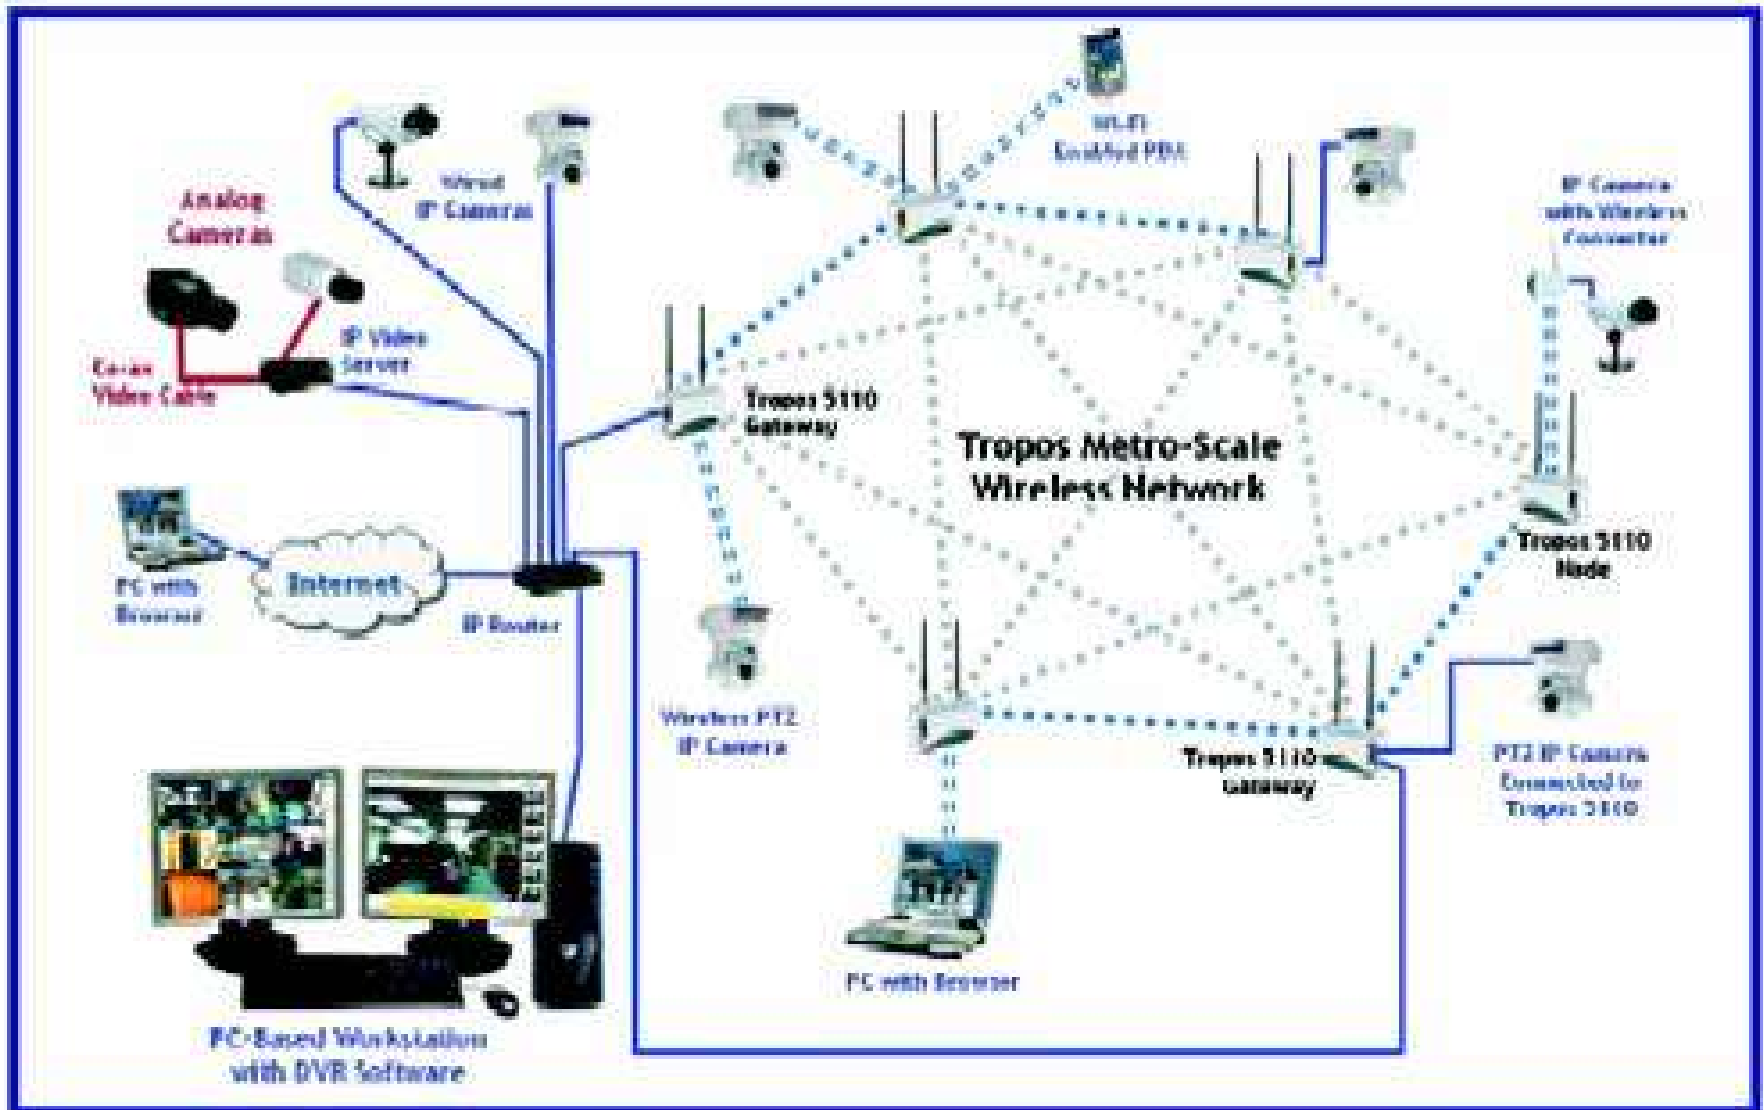 Wi-Fi
Enabled PDA
Wired
IP Cameras
Analog
Cameras
IP Camera
with Wireless
Converter
IP Video
Server
Co-ax
Video Cable
Tropos 5110
Gateway
Tropos Metro-Scale
Wireless Network
Tropos 5110
Node
PC with
Browser
Internet
IP Router
Wireless PTZ
IP Camera
Tropos 5110
Gateway
PTZ IP Camera
Connected to
Tropos 5110
PC with Browser
PC-Based Workstation
with DVR Software